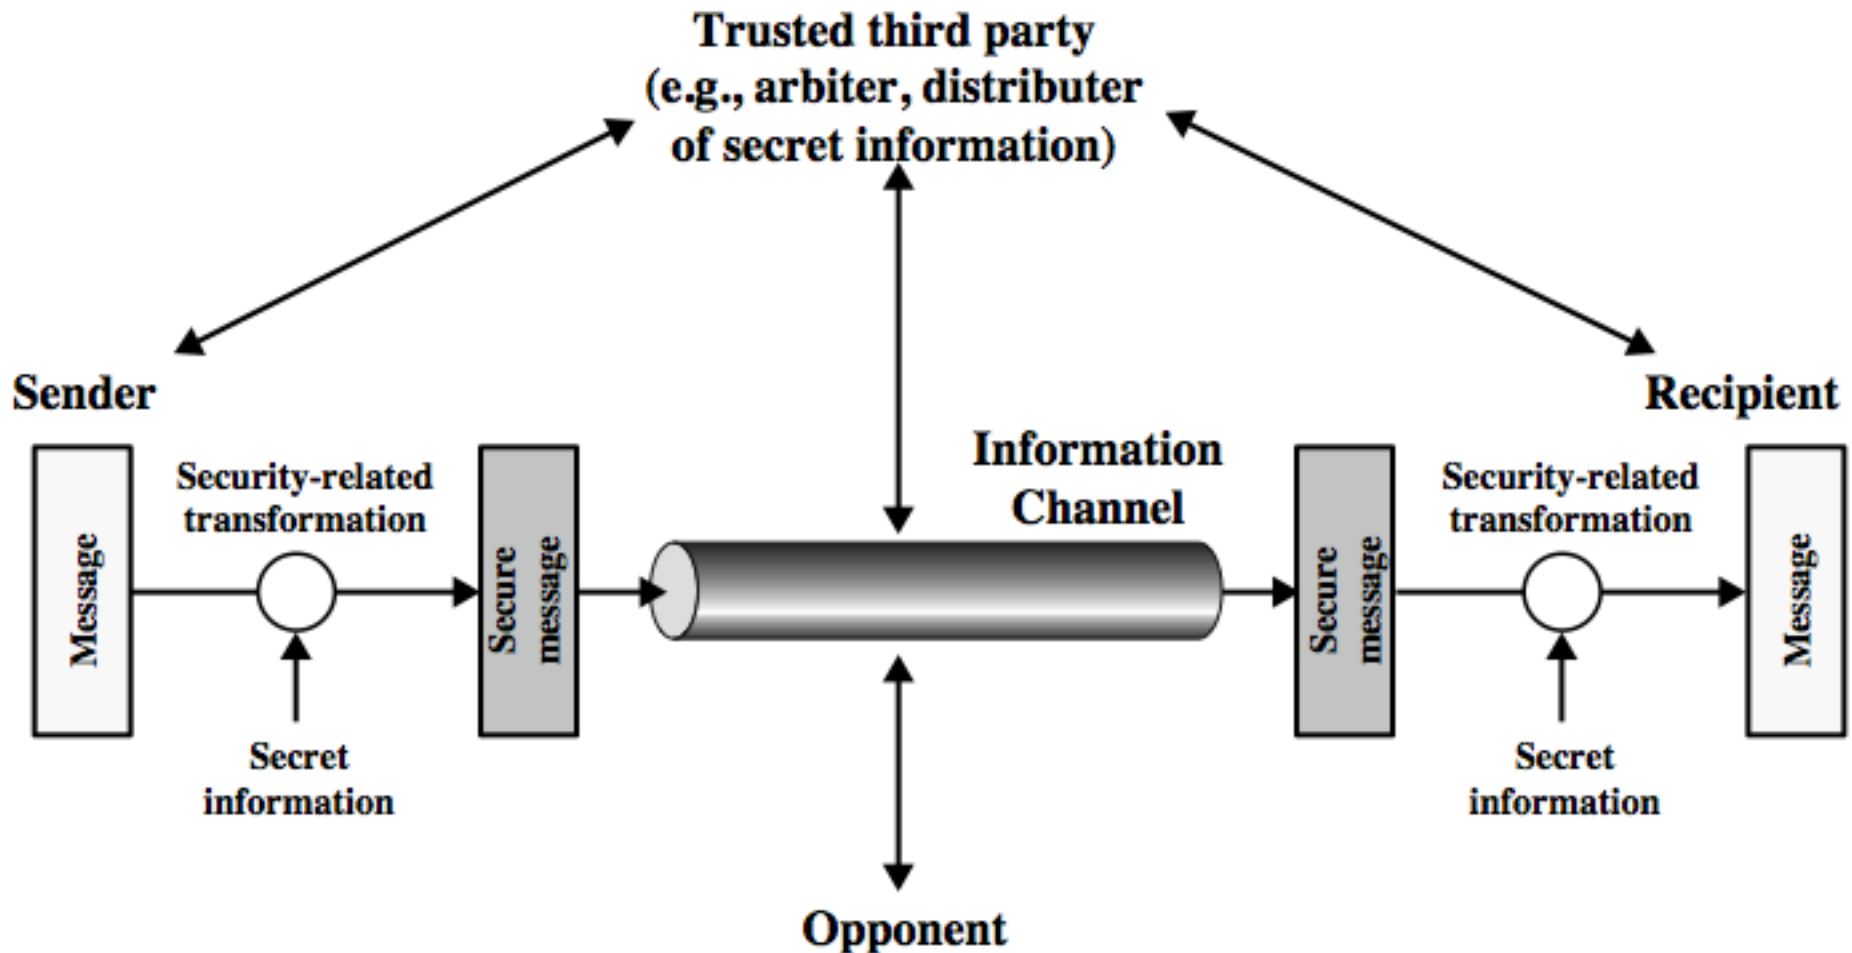 Trusted third party
(e.g., arbiter, distributer
of secret information)
Sender
Recipient
Information
Channel
Security-related
transformation
Security-related
transformation
Message
Secure
message
Secure
message
Message
Secret
information
Secret
information
Opponent